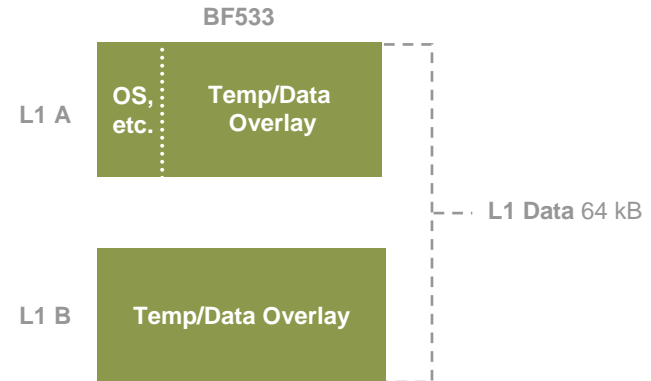 BF533
L1 A
OS,
etc.
Temp/Data
Overlay
L1 Data 64 kB
L1 B
Temp/Data Overlay